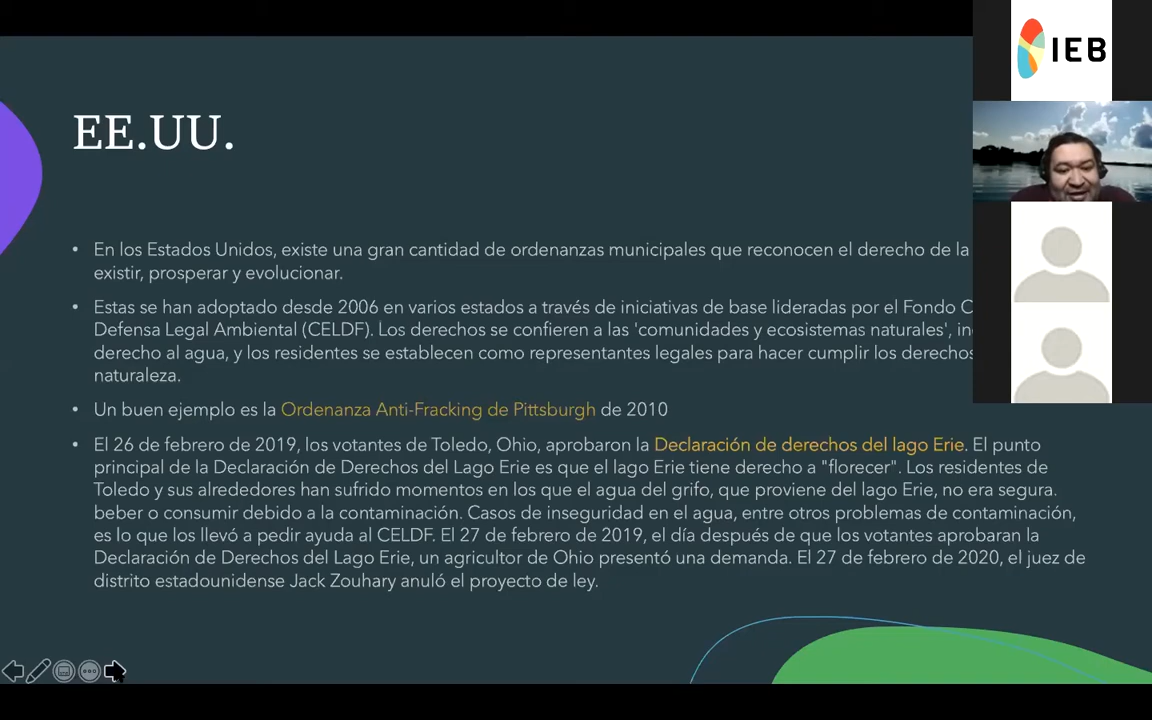 IEB
EE.UU.
• En los Estados Unidos, existe una gran cantidad de ordenanzas municipales que reconocen el derecho de la
existir, prosperar y evolucionar.
• Estas se han adoptado desde 2006 en varios estados a través de iniciativas de base lideradas por el Fondo C
Defensa Legal Ambiental (CELDF). Los derechos se confieren a las 'comunidades y ecosistemas naturales', in
derecho al agua, y los residentes se establecen como representantes legales para hacer cumplir los derechos
naturaleza.
• Un buen ejemplo es la Ordenanza Anti-Fracking de Pittsburgh de 2010
• El 26 de febrero de 2019, los votantes de Toledo, Ohio, aprobaron la Declaración de derechos del lago Erie. El punto
principal de la Declaración de Derechos del Lago Erie es que el lago Erie tiene derecho a "florecer". Los residentes de
Toledo y sus alrededores han sufrido momentos en los que el agua del grifo, que proviene del lago Erie, no era segura.
beber o consumir debido a la contaminación. Casos de inseguridad en el agua, entre otros problemas de contaminación,
es lo que los llevó a pedir ayuda al CELDF. El 27 de febrero de 2019, el día después de que los votantes aprobaran la
Declaración de Derechos del Lago Erie, un agricultor de Ohio presentó una demanda. El 27 de febrero de 2020, el juez de
distrito estadounidense Jack Zouhary anuló el proyecto de ley.